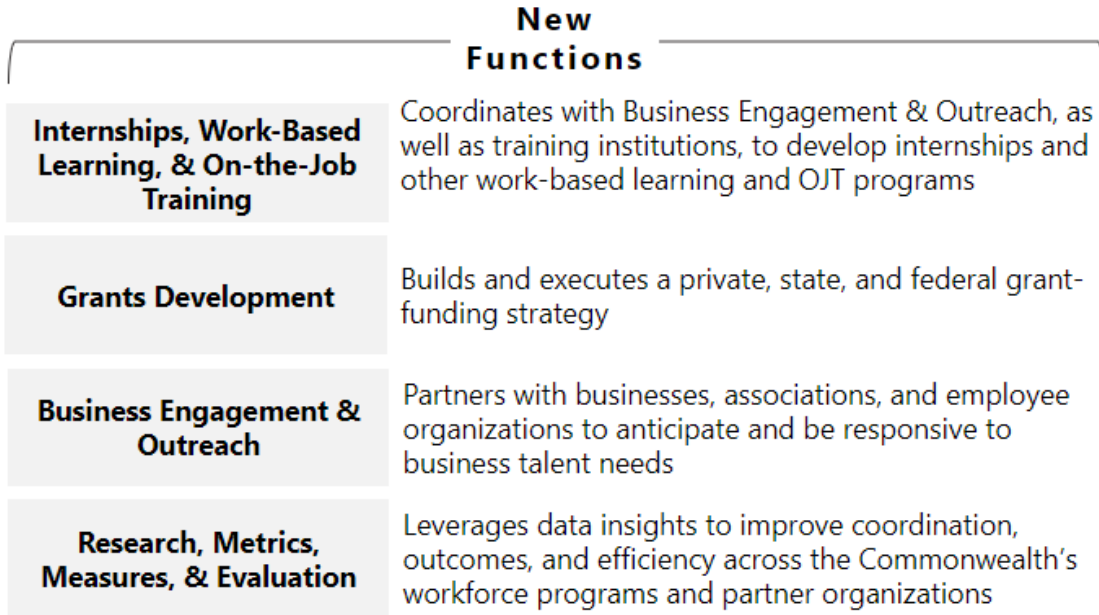 New
Functions
Internships, Work-Based
Learning, & On-the-Job
Training
Coordinates with Business Engagement & Outreach, as
well as training institutions, to develop internships and
other work-based learning and OJT programs
Grants Development
Builds and executes a private, state, and federal grant-
funding strategy
Business Engagement &
Outreach
Partners with businesses, associations, and employee
organizations to anticipate and be responsive to
business talent needs
Research, Metrics,
Measures, & Evaluation
Leverages data insights to improve coordination,
outcomes, and efficiency across the Commonwealth's
workforce programs and partner organizations